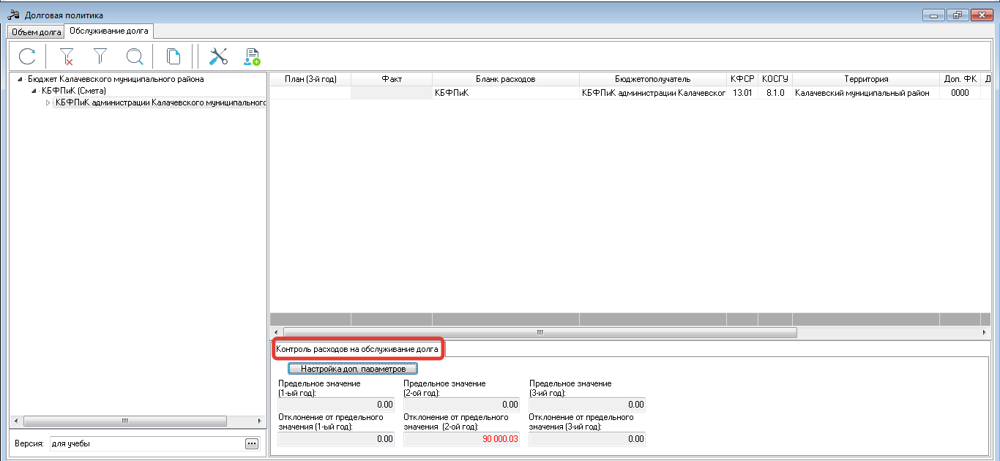 Долговая политика
Объем долга
Обслуживание долга
Бюджет Калачевского муниципального района
КБФПиК (Смета)
КБФПиК администрации Калачевского муниципального
План (3-й год)
Факт
Бланк расходов
Бюджетополучатель
КФСР
КОСГУ
Территория
Доп. ФК
Д
КБФПиК
КБФПиК администрации Калачевског
13.01
8.1.0
Калачевский муниципальный район
0000
Контроль расходов на обслуживание долга
Настройка доп. параметров
Предельное значение
(1-ый год):
0.00
Предельное значение
(2-ой год):
0.00
Предельное значение
(3-ий год):
0.00
Отклонение от предельного
значения (1-ый год):
0.00
Отклонение от предельного
значения (2-ой год):
90 000.03
Отклонение от предельного
значения (3-ий год):
0.00
Версия:
для учебы